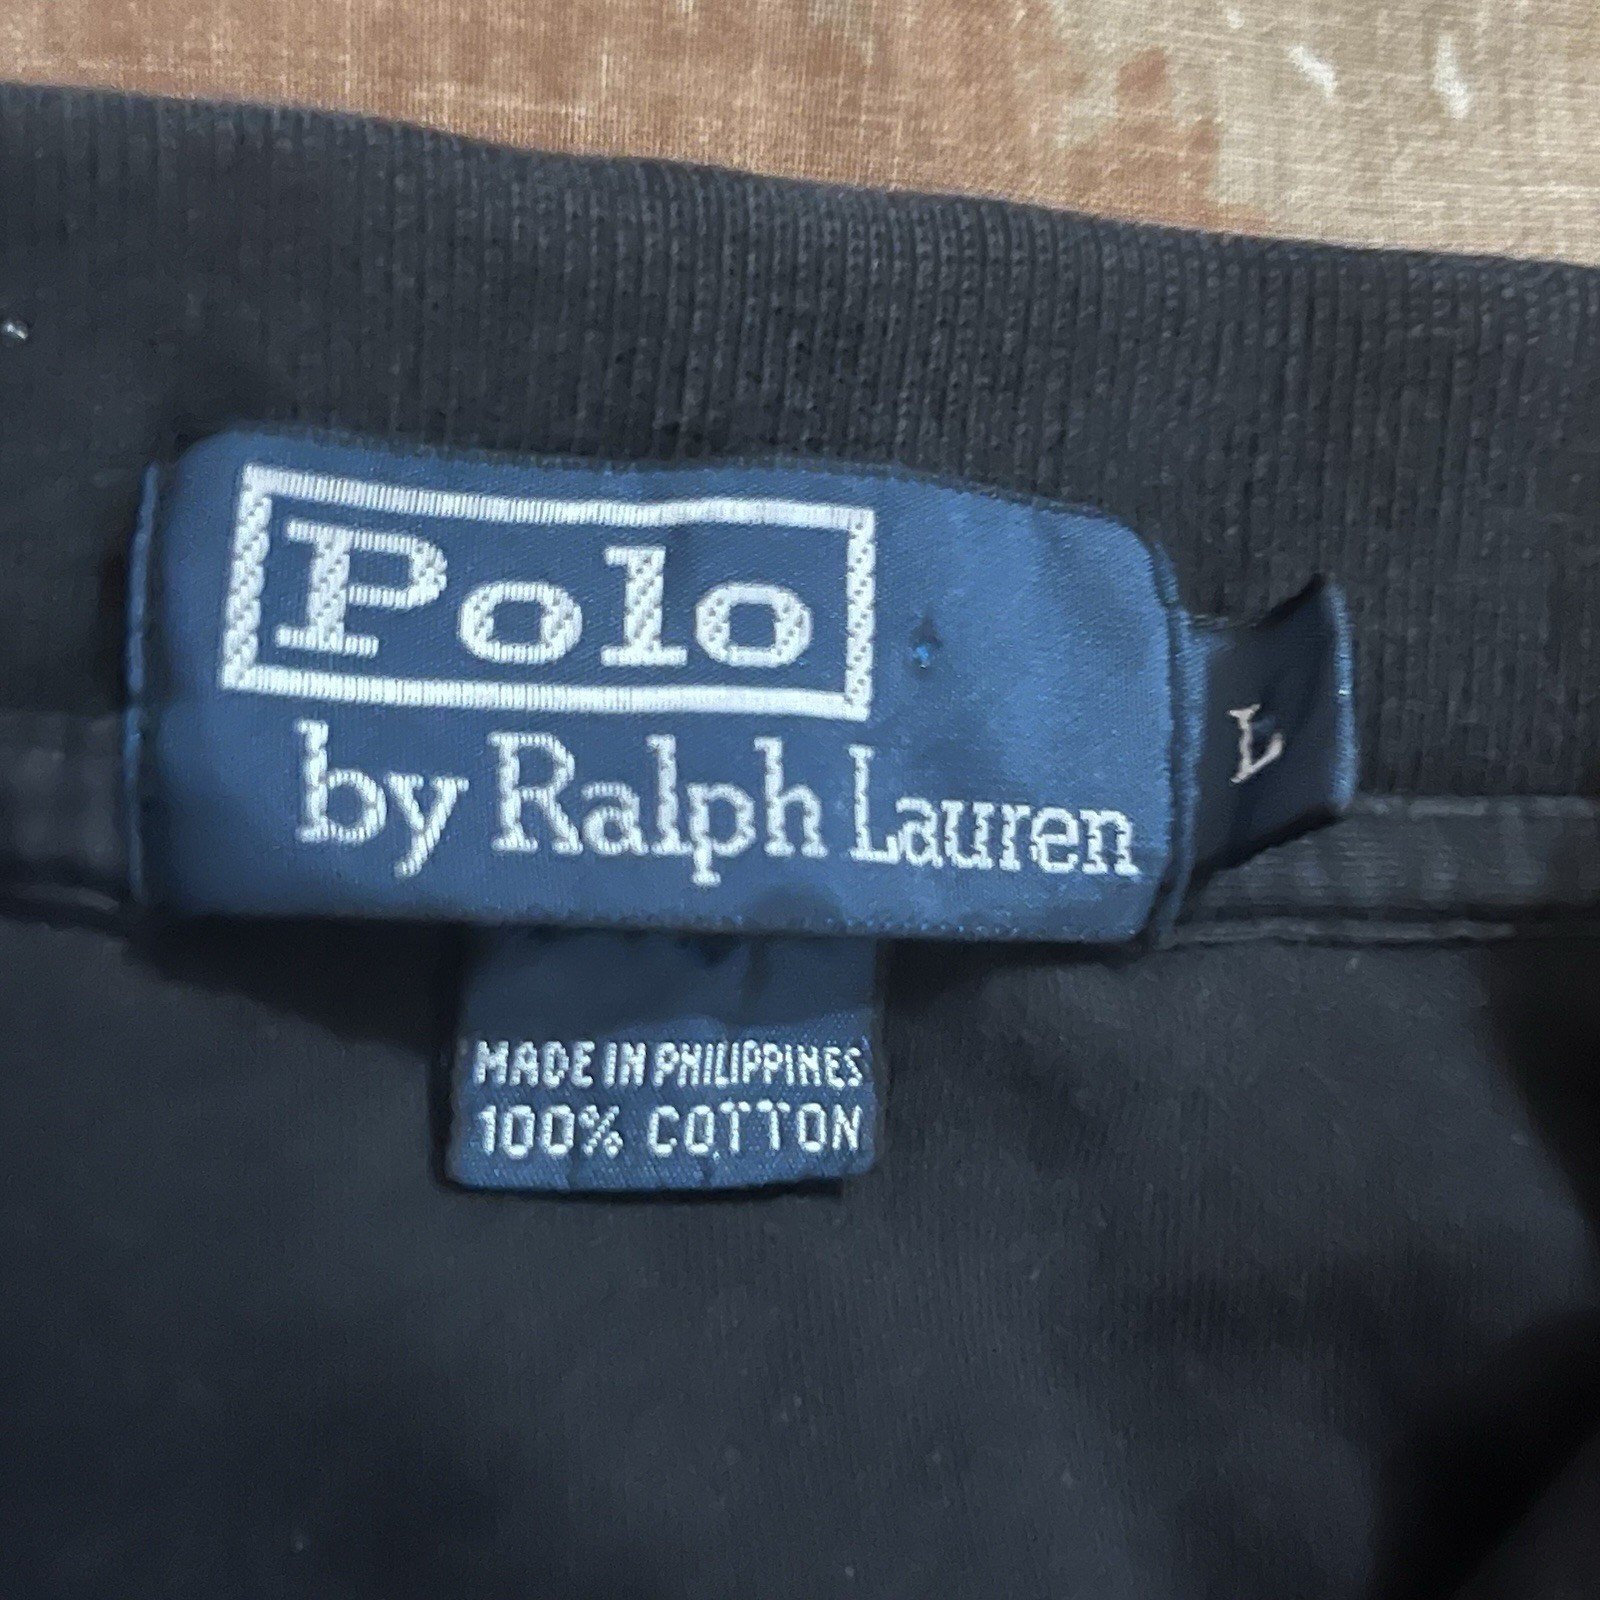 Polo
by Ralph Lauren
L
MADE IN PHILIPPINES
100% COTTON